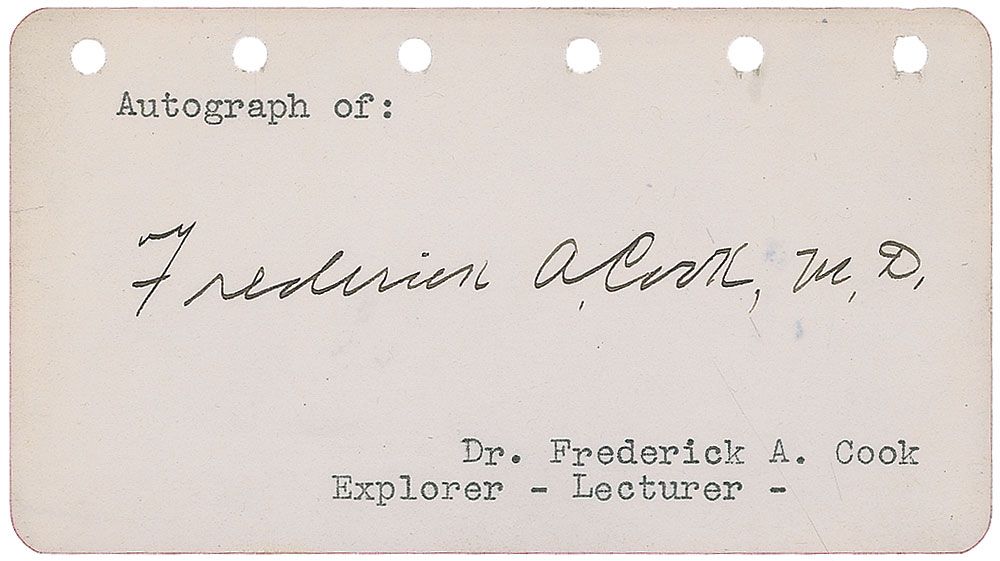 Autograph of:
Frederick A. Cook, M.D.
Dr. Frederick A. Cook
Explorer - Lecturer -